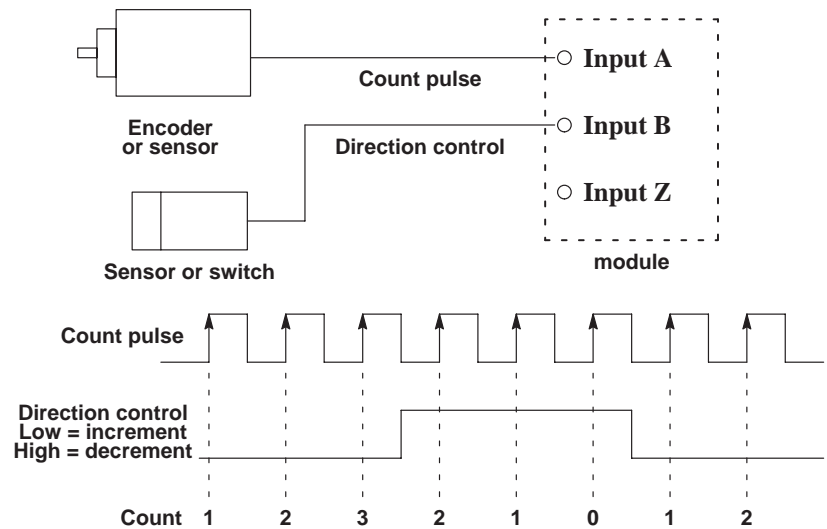 Input A
Count pulse
Encoder
or sensor
Input B
Direction control
Input Z
Sensor or switch
module
Count pulse
Direction control
Low = increment
High = decrement
Count 1 2 3 2 1 0 1 2